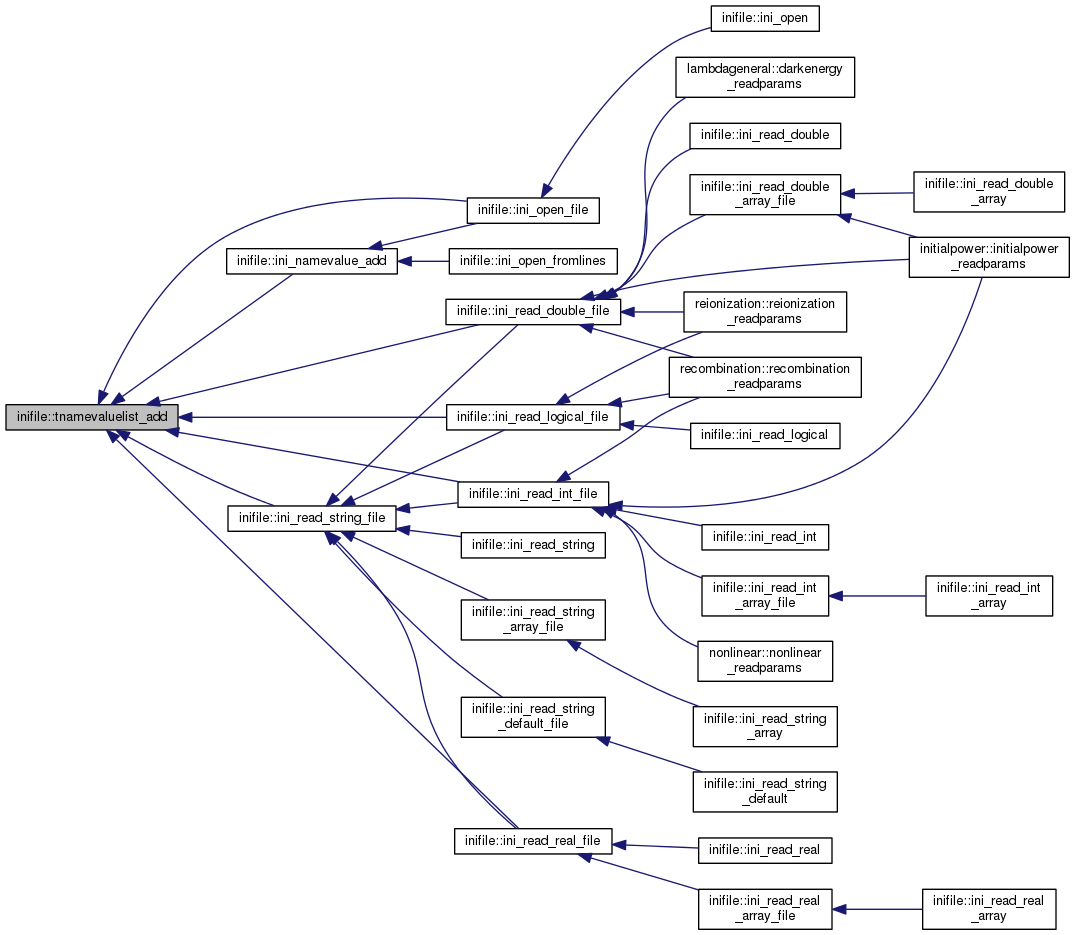 inifile::ini_open
lambdageneral::darkenergy
_readparams
inifile::ini_read_double
inifile::ini_read_double
_array_file
inifile::ini_read_double
_array
inifile::ini_open_file
initialpower::initialpower
_readparams
inifile::ini_namevalue_add
inifile::ini_open_fromlines
inifile::ini_read_double_file
reionization::reionization
_readparams
recombination::recombination
_readparams
inifile::tnamevaluelist_add
inifile::ini_read_logical_file
inifile::ini_read_logical
inifile::ini_read_int_file
inifile::ini_read_string_file
inifile::ini_read_int
inifile::ini_read_string
inifile::ini_read_int
_array_file
inifile::ini_read_int
_array
inifile::ini_read_string
_array_file
nonlinear::nonlinear
_readparams
inifile::ini_read_string
_default_file
inifile::ini_read_string
_array
inifile::ini_read_string
_default
inifile::ini_read_real_file
inifile::ini_read_real
inifile::ini_read_real
_array_file
inifile::ini_read_real
_array